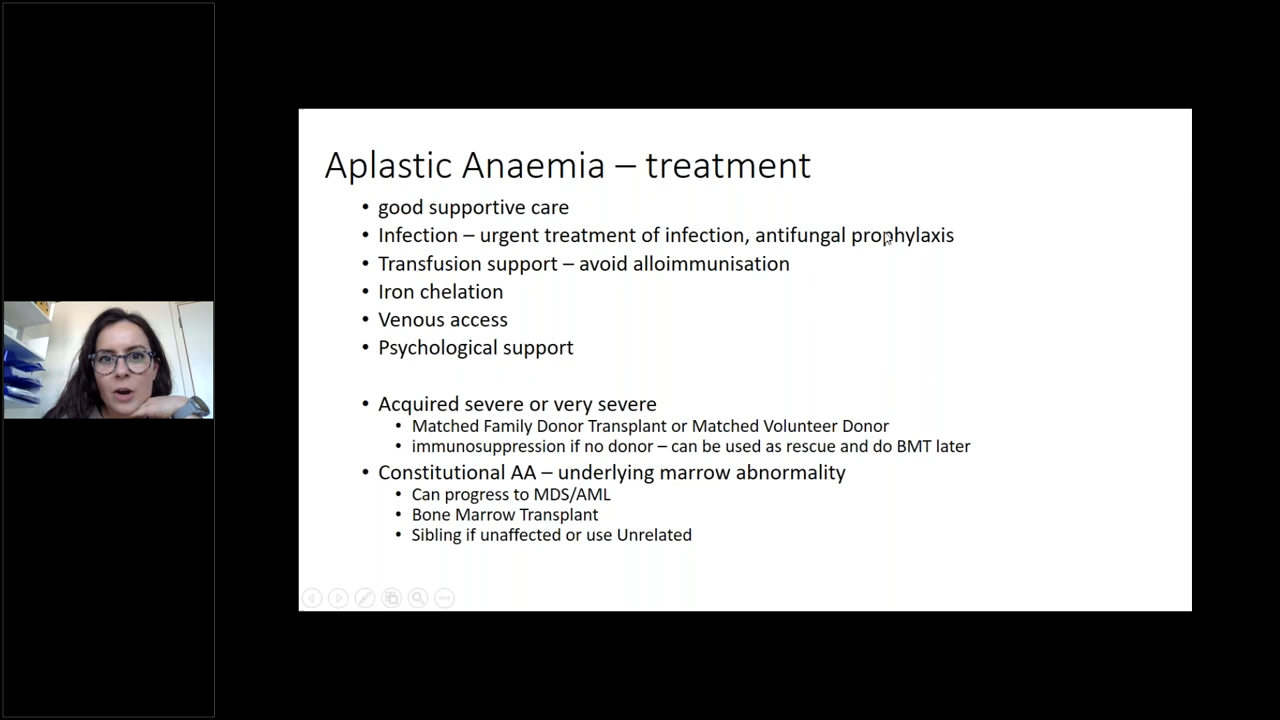 Aplastic Anaemia – treatment
• good supportive care
• Infection – urgent treatment of infection, antifungal prophylaxis
• Transfusion support – avoid alloimmunisation
• Iron chelation
• Venous access
• Psychological support
• Acquired severe or very severe
• Matched Family Donor Transplant or Matched Volunteer Donor
• immunosuppression if no donor – can be used as rescue and do BMT later
• Constitutional AA – underlying marrow abnormality
• Can progress to MDS/AML
• Bone Marrow Transplant
• Sibling if unaffected or use Unrelated